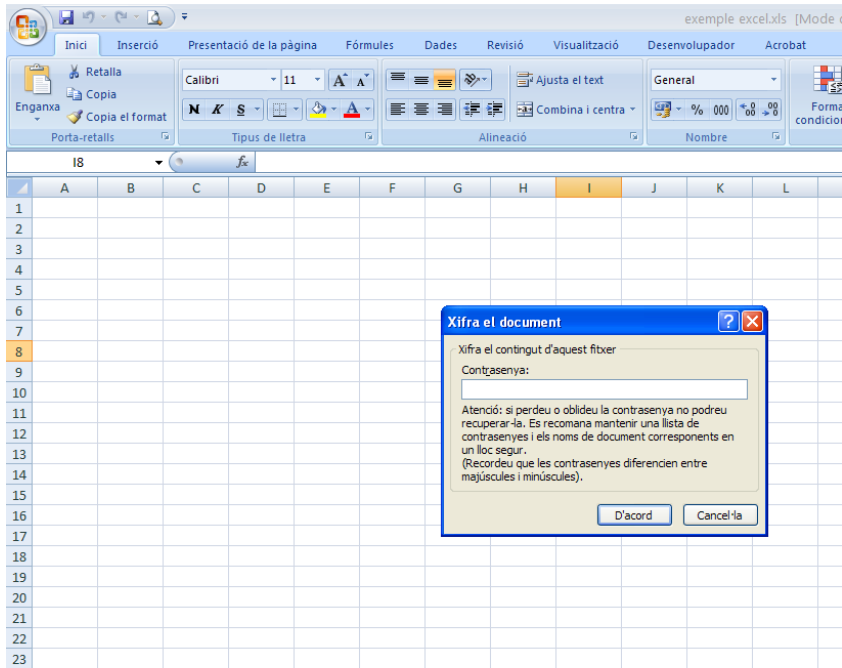 exemple excel.xls [Mode
Inici Inserció Presentació de la pàgina Fórmules Dades Revisió Visualització Desenvolupador Acrobat
Enganxa
Retalla
Copia
Copia el format
Porta-retalls
Calibri 11
N K S
Tipus de lletra
Ajusta el text
Combina i centra
Alineació
General
% 000
Nombre
I8
fx
A B C D E F G H I J K L
1
2
3
4
5
6
7
8
9
10
11
12
13
14
15
16
17
18
19
20
21
22
23
Xifra el document
Xifra el contingut d'aquest fitxer
Contrasenya:
Atenció: si perdeu o oblideu la contrasenya no podreu
recuperar-la. Es recomana mantenir una llista de
contrasenyes i els noms de document corresponents en
un lloc segur.
(Recordeu que les contrasenyes diferencien entre
majúscules i minúscules).
D'acord Cancel·la